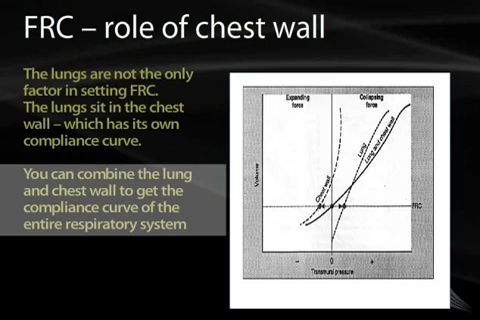 FRC – role of chest wall
The lungs are not the only
factor in setting FRC.
The lungs sit in the chest
wall – which has its own
compliance curve.
You can combine the lung
and chest wall to get the
compliance curve of the
entire respiratory system
Expanding
force
Collapsing
force
Volume
Chest wall
Lung
Lung and chest wall
FRC
– 0 +
Transmural pressure